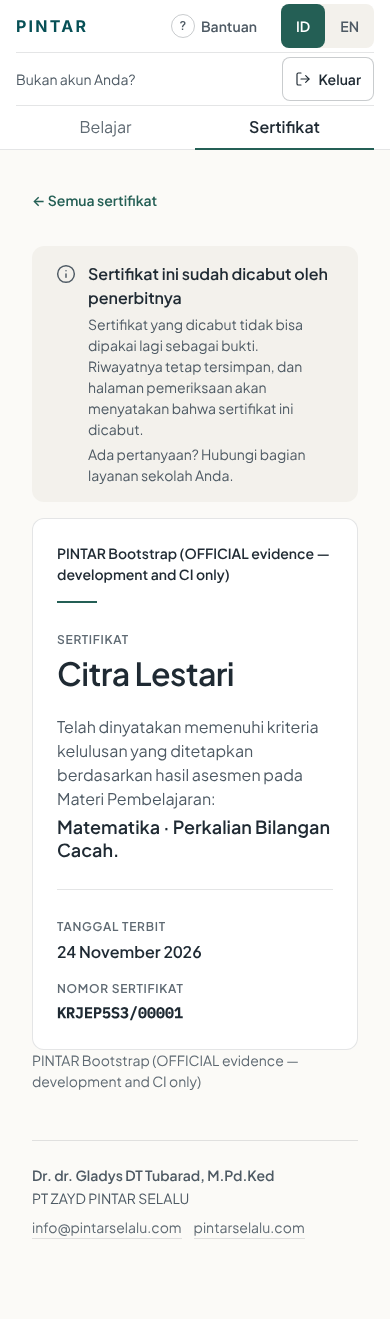 PINTAR
? Bantuan
ID EN
Bukan akun Anda?
Keluar
Belajar
Sertifikat
← Semua sertifikat
Sertifikat ini sudah dicabut oleh
penerbitnya
Sertifikat yang dicabut tidak bisa
dipakai lagi sebagai bukti.
Riwayatnya tetap tersimpan, dan
halaman pemeriksaan akan
menyatakan bahwa sertifikat ini
dicabut.
Ada pertanyaan? Hubungi bagian
layanan sekolah Anda.
PINTAR Bootstrap (OFFICIAL evidence —
development and CI only)
SERTIFIKAT
Citra Lestari
Telah dinyatakan memenuhi kriteria
kelulusan yang ditetapkan
berdasarkan hasil asesmen pada
Materi Pembelajaran:
Matematika · Perkalian Bilangan
Cacah.
TANGGAL TERBIT
24 November 2026
NOMOR SERTIFIKAT
KRJEP5S3/00001
PINTAR Bootstrap (OFFICIAL evidence —
development and CI only)
Dr. dr. Gladys DT Tubarad, M.Pd.Ked
PT ZAYD PINTAR SELALU
info@pintarselalu.com pintarselalu.com